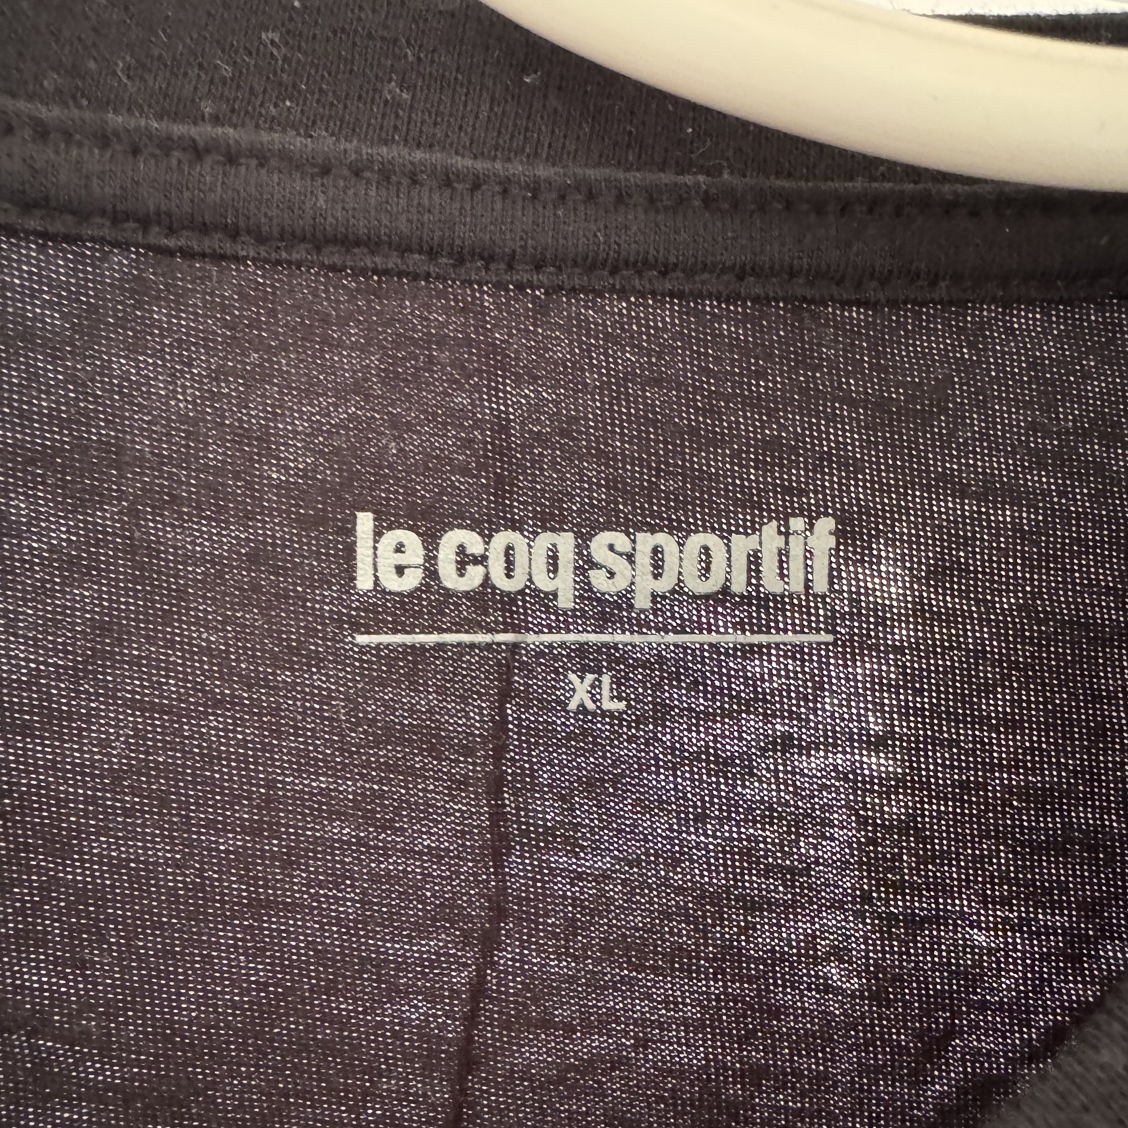 le coq sportif
XL